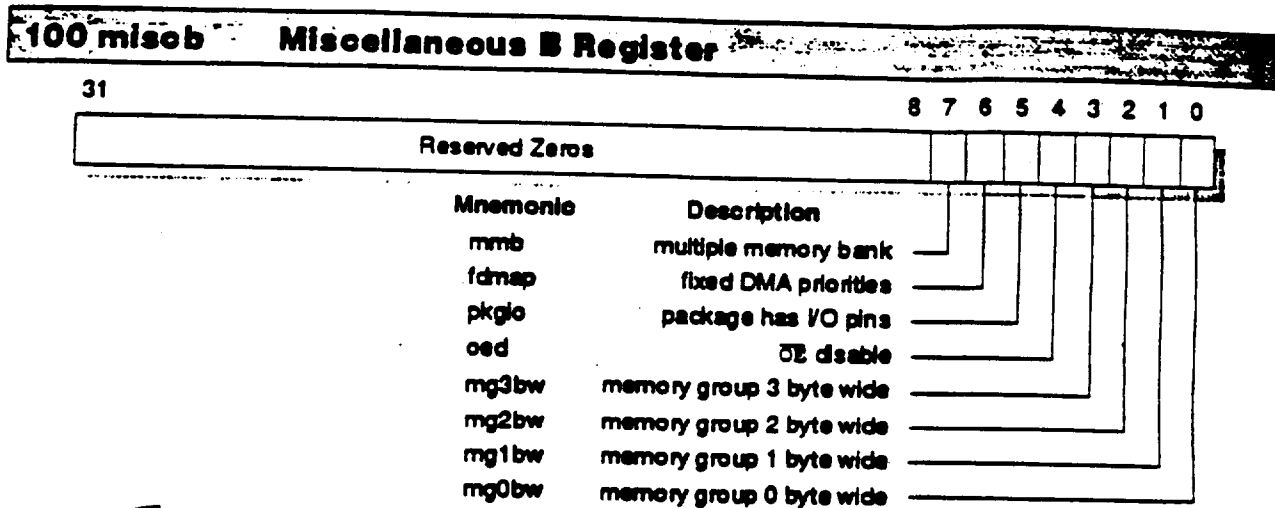 100 miscb Miscellaneous B Register
31 8 7 6 5 4 3 2 1 0
Reserved Zeros
Mnemonic Description
mmb multiple memory bank
fdmap fixed DMA priorities
pkgio package has I/O pins
oed O̅E̅ disable
mg3bw memory group 3 byte wide
mg2bw memory group 2 byte wide
mg1bw memory group 1 byte wide
mg0bw memory group 0 byte wide